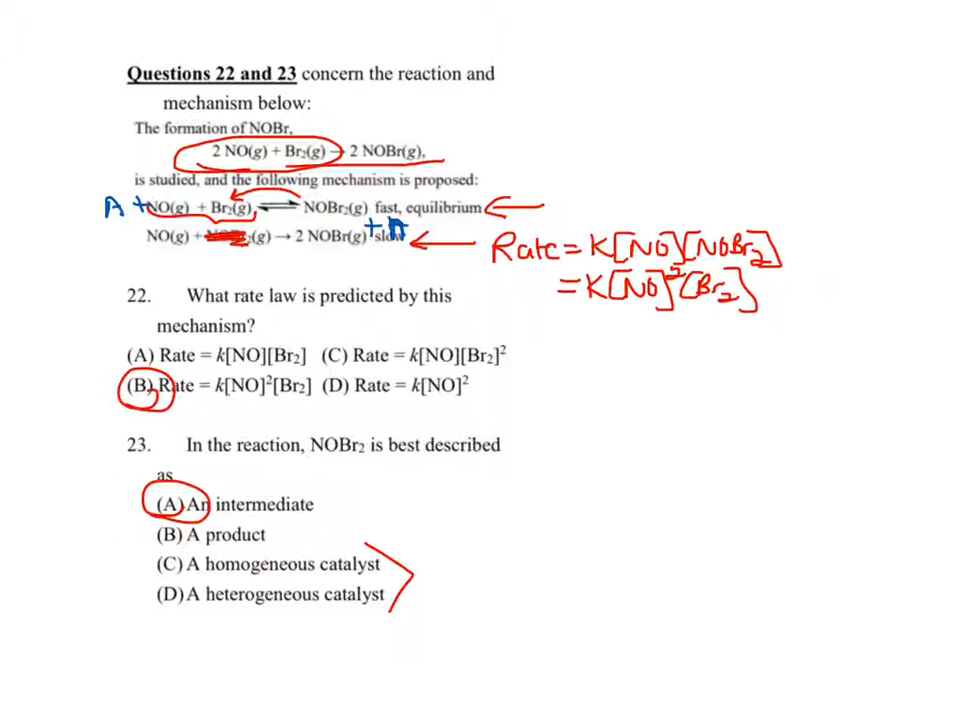 Questions 22 and 23 concern the reaction and
mechanism below:
The formation of NOBr,
2 NO(g) + Br₂(g) → 2 NOBr(g),
is studied, and the following mechanism is proposed:
A + NO(g) + Br₂(g) ⇌ NOBr₂(g) fast, equilibrium
NO(g) + ₂(g) → 2 NOBr(g) + slow
Rate = K[NO][NOBr₂]
= K[NO]²[Br₂]
22. What rate law is predicted by this
mechanism?
(A) Rate = k[NO][Br₂] (C) Rate = k[NO][Br₂]²
(B) Rate = k[NO]²[Br₂] (D) Rate = k[NO]²
23. In the reaction, NOBr₂ is best described
as
(A) An intermediate
(B) A product
(C) A homogeneous catalyst
(D) A heterogeneous catalyst